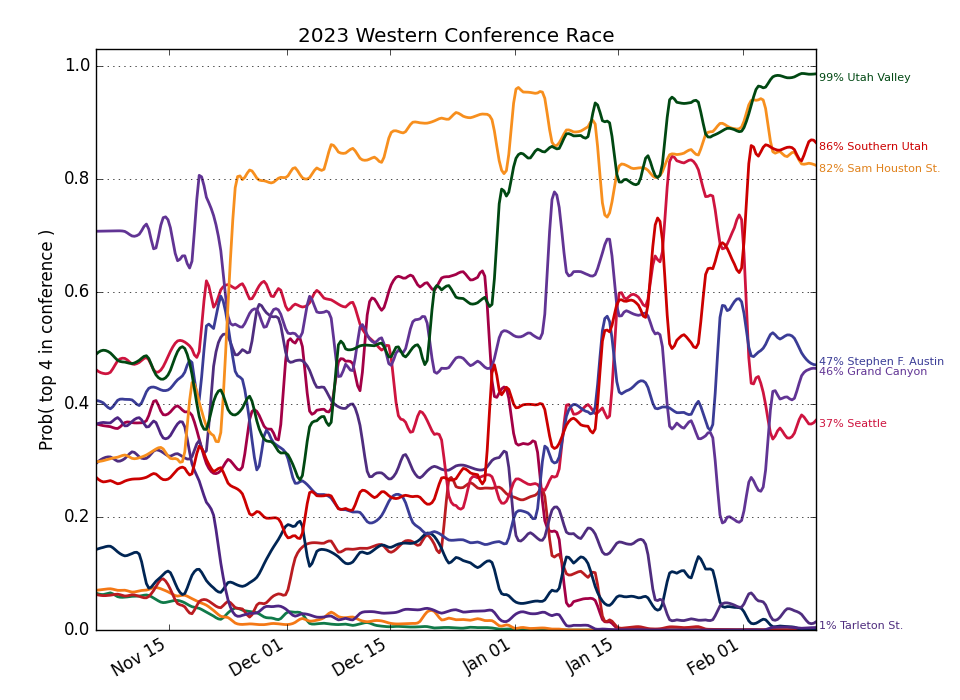 2023 Western Conference Race
Prob( top 4 in conference )
1.0
0.8
0.6
0.4
0.2
0.0
Nov 15
Dec 01
Dec 15
Jan 01
Jan 15
Feb 01
99% Utah Valley
86% Southern Utah
82% Sam Houston St.
47% Stephen F. Austin
46% Grand Canyon
37% Seattle
1% Tarleton St.